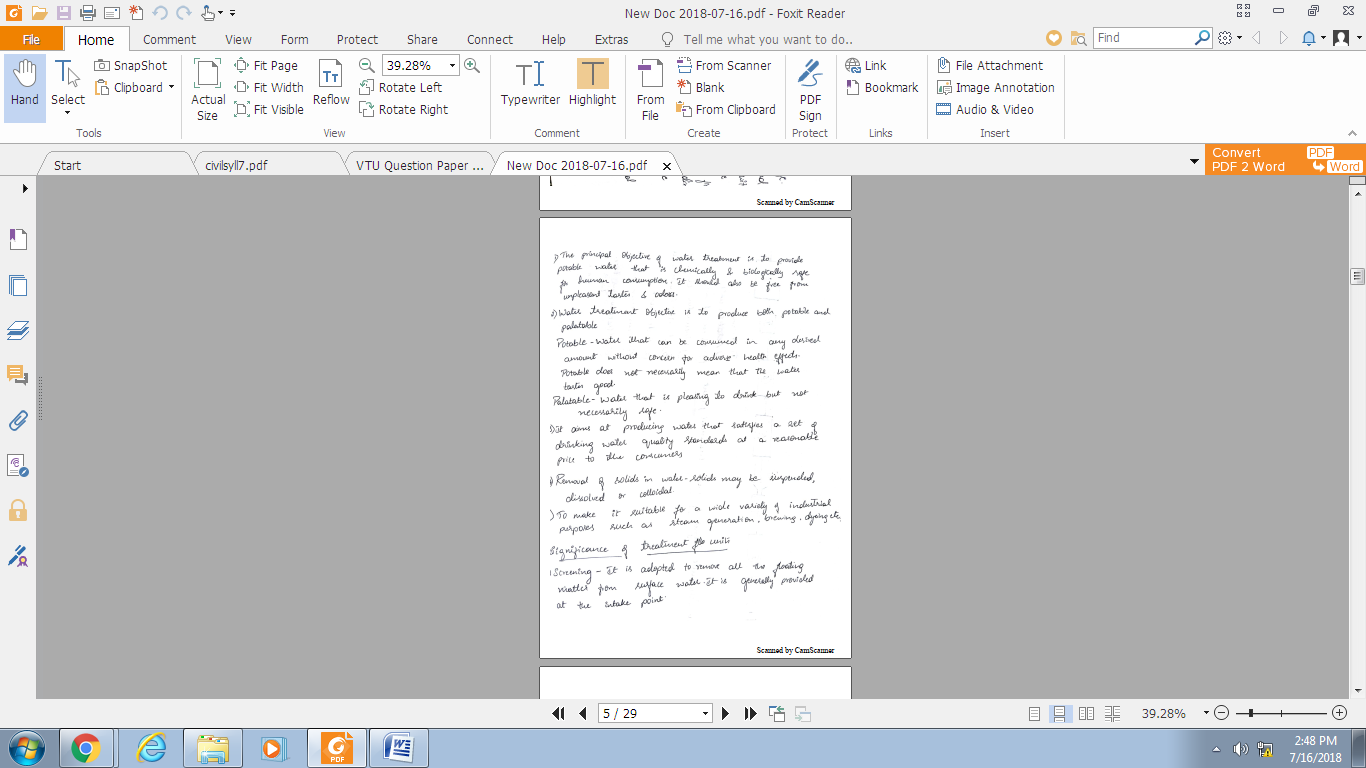 New Doc 2018-07-16.pdf - Foxit Reader
File Home Comment View Form Protect Share Connect Help Extras Tell me what you want to do.. Find
Hand
Select
SnapShot
Clipboard
Tools
Actual Size
Fit Page
Fit Width
Fit Visible
Reflow
39.28%
Rotate Left
Rotate Right
View
Typewriter
Highlight
Comment
From File
From Scanner
Blank
From Clipboard
Create
PDF Sign
Protect
Link
Bookmark
Links
File Attachment
Image Annotation
Audio & Video
Insert
Start civilsyll7.pdf VTU Question Paper ... New Doc 2018-07-16.pdf
Convert PDF
PDF 2 Word Word
Scanned by CamScanner
1) The principal Objective of water treatment is to provide
potable water that is chemically & biologically safe
for human consumption. It should also be free from
unpleasant tastes & odors.
2) Water treatment Objective is to produce both potable and
palatable
Potable - Water that can be consumed in any desired
amount without concern for adverse health effects.
Potable does not necessarily mean that the water
tastes good.
Palatable - Water that is pleasing to drink but not
necessarily safe.
3) It aims at producing water that satisfies a set of
drinking water quality standards at a reasonable
price to the consumers
4) Removal of solids in water - solids may be suspended,
dissolved or colloidal.
) To make it suitable for a wide variety of industrial
purposes such as steam generation, brewing, dyeing etc.
Significance of treatment units
1 Screening - It is adopted to remove all the floating
matter from surface water. It is generally provided
at the intake point.
Scanned by CamScanner
5 / 29
39.28%
PDF
2:48 PM
7/16/2018